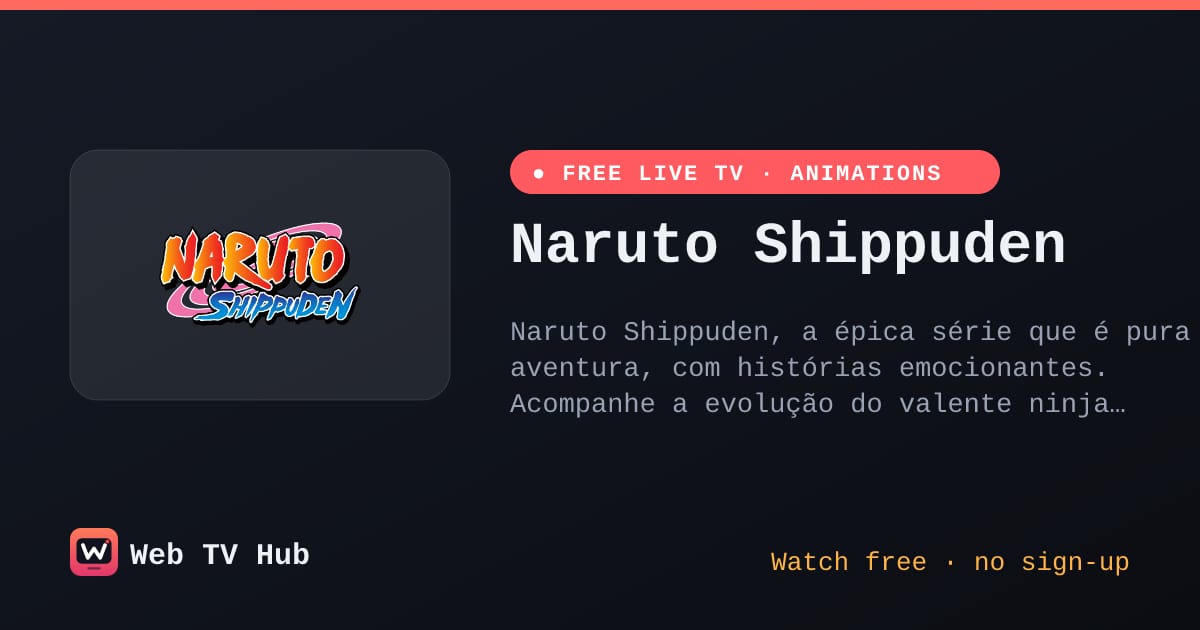 NARUTO
SHIPPUDEN
● FREE LIVE TV · ANIMATIONS
Naruto Shippuden
Naruto Shippuden, a épica série que é pura
aventura, com histórias emocionantes.
Acompanhe a evolução do valente ninja…
W
Web TV Hub
Watch free · no sign-up